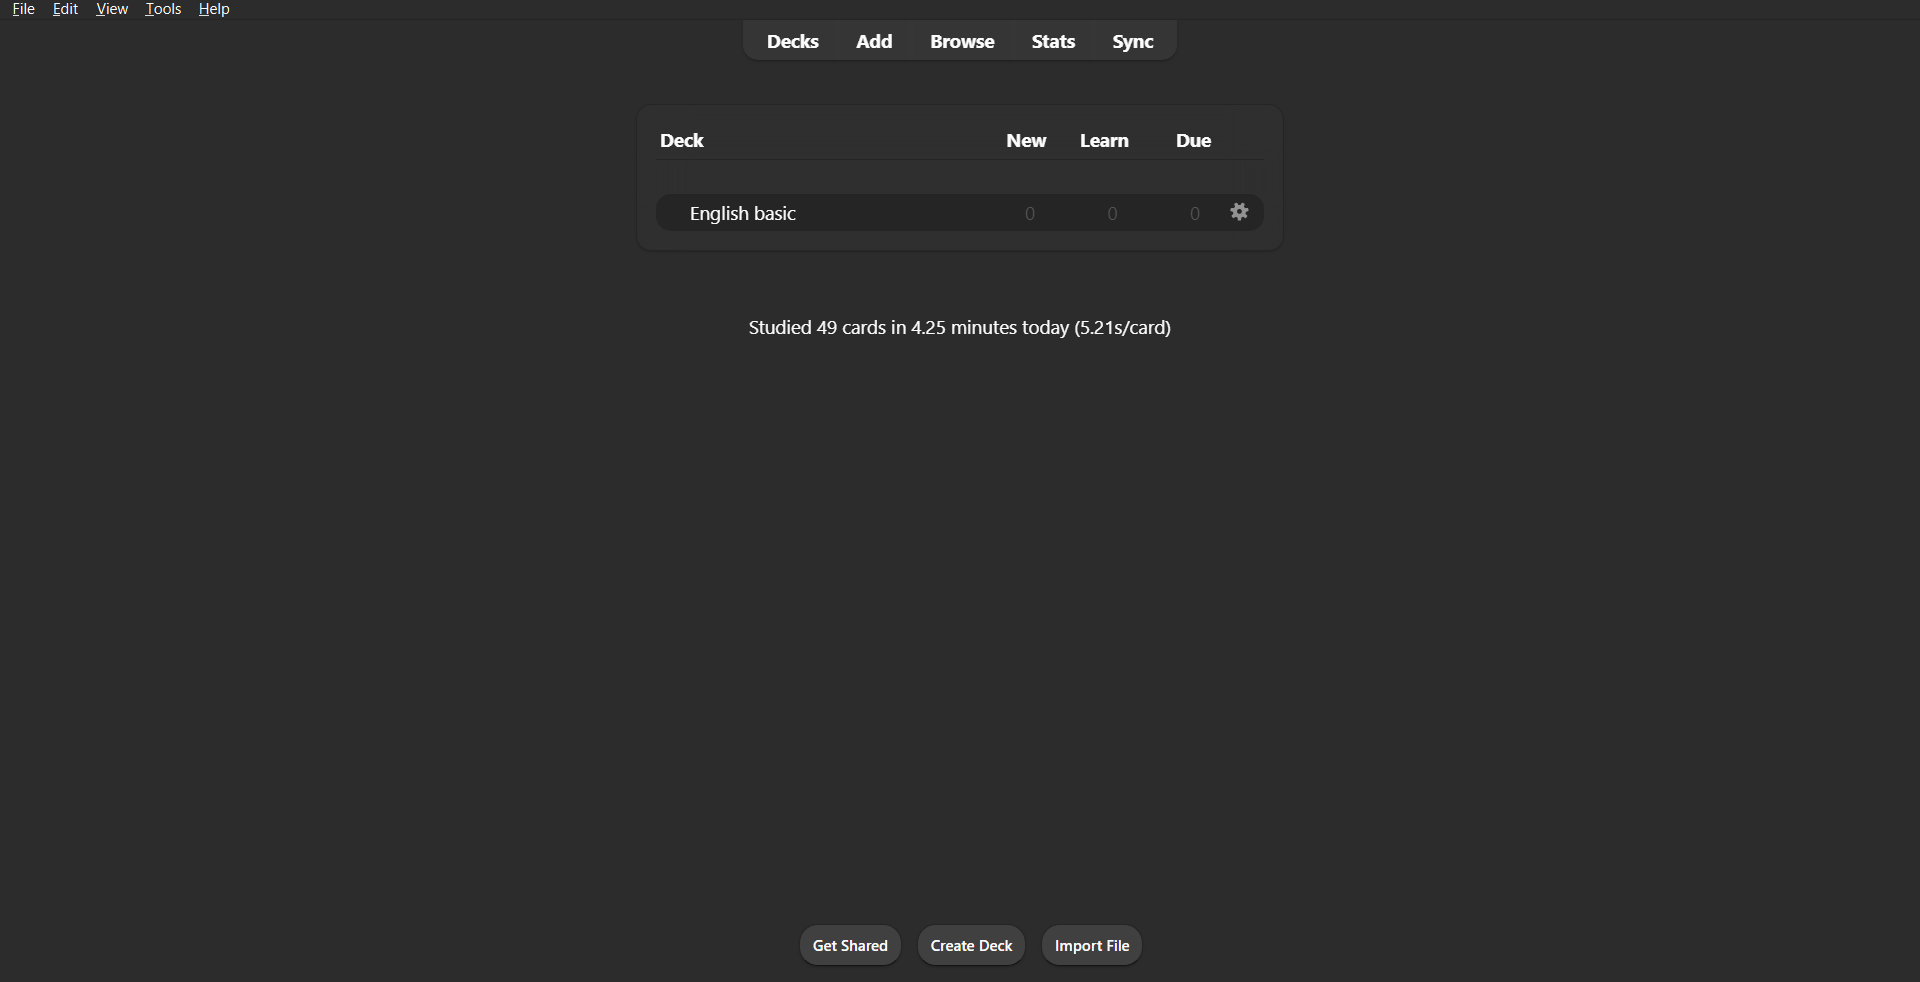 File Edit View Tools Help
Decks Add Browse Stats Sync
Deck New Learn Due
English basic 0 0 0
Studied 49 cards in 4.25 minutes today (5.21s/card)
Get Shared Create Deck Import File